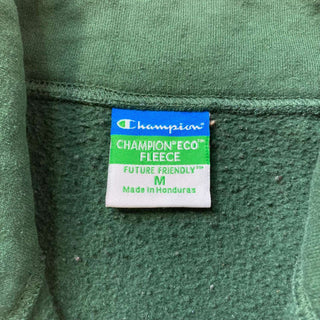 Champion
CHAMPION® ECO™
FLEECE
FUTURE FRIENDLY™
M
Made in Honduras